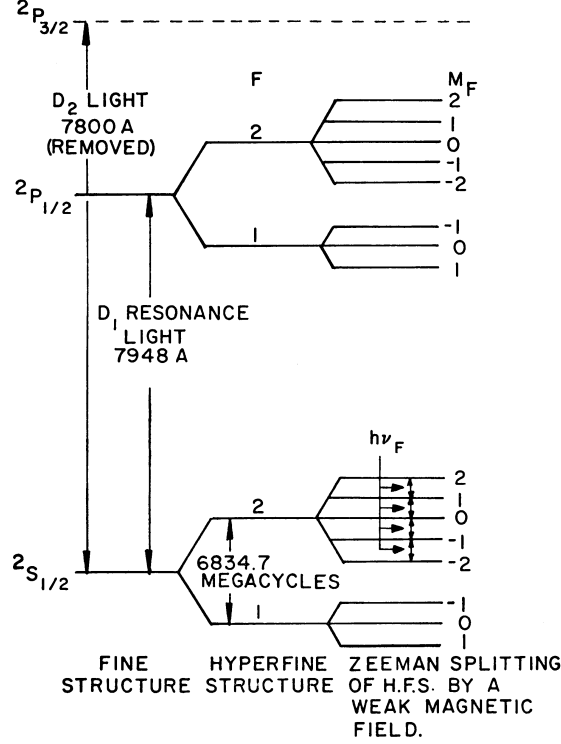 ²P₃/₂
D₂ LIGHT
7800 A
(REMOVED)
F
M_F
2
1
0
-1
-2
2
²P₁/₂
1
-1
0
1
D₁ RESONANCE
LIGHT
7948 A
hν_F
2
1
0
-1
-2
2
6834.7
MEGACYCLES
²S₁/₂
1
-1
0
1
FINE
STRUCTURE
HYPERFINE
STRUCTURE
ZEEMAN SPLITTING
OF H.F.S. BY A
WEAK MAGNETIC
FIELD.